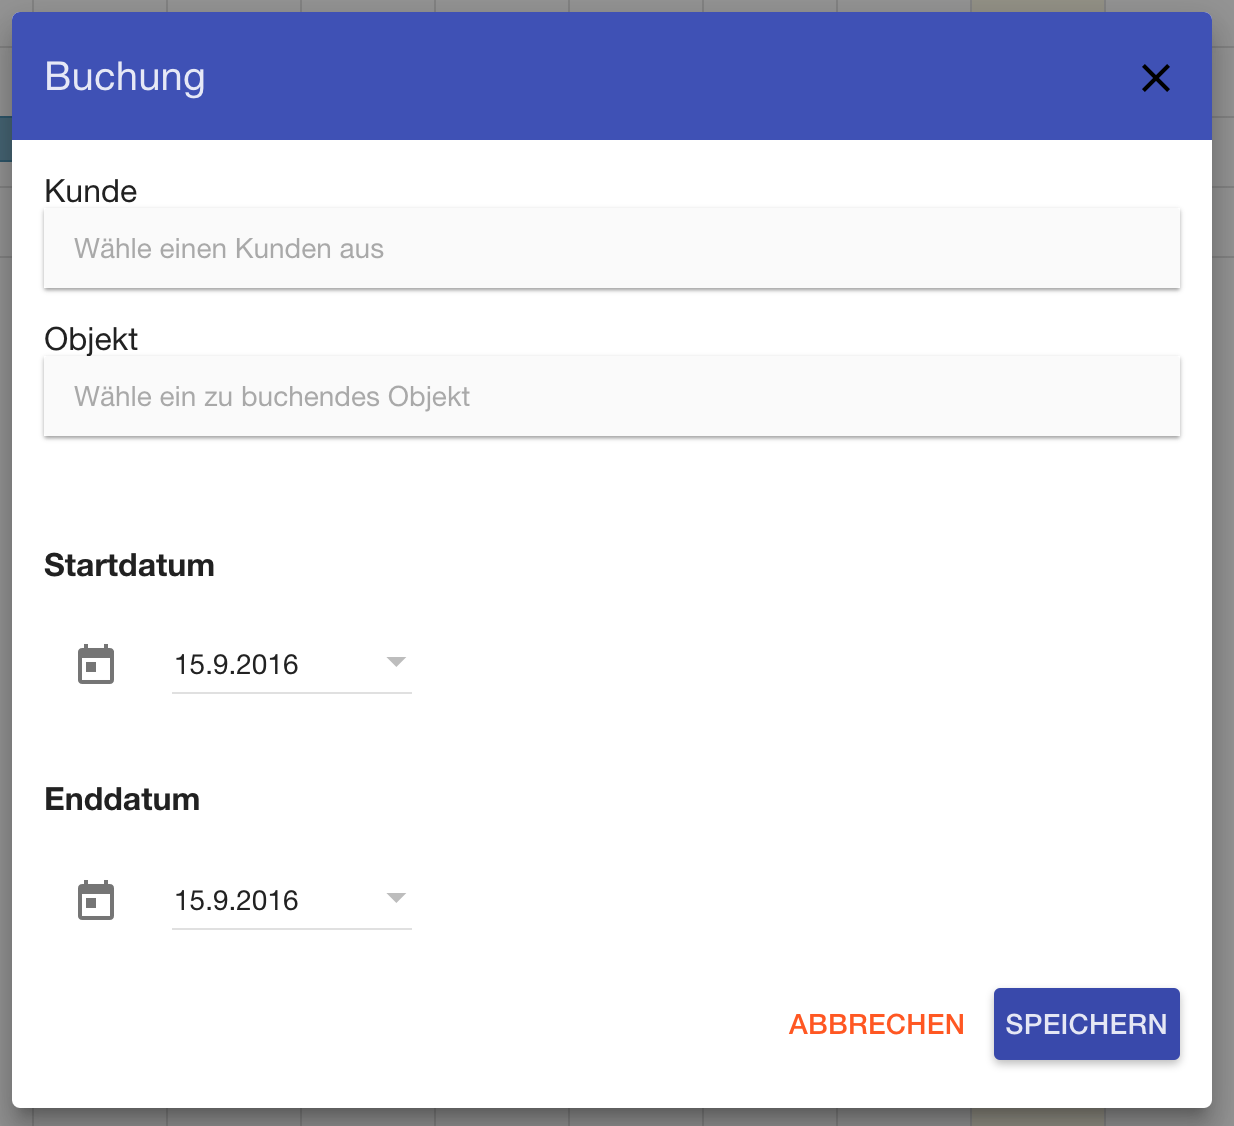 Buchung
Kunde
Wähle einen Kunden aus
Objekt
Wähle ein zu buchendes Objekt
Startdatum
15.9.2016
Enddatum
15.9.2016
ABBRECHEN SPEICHERN